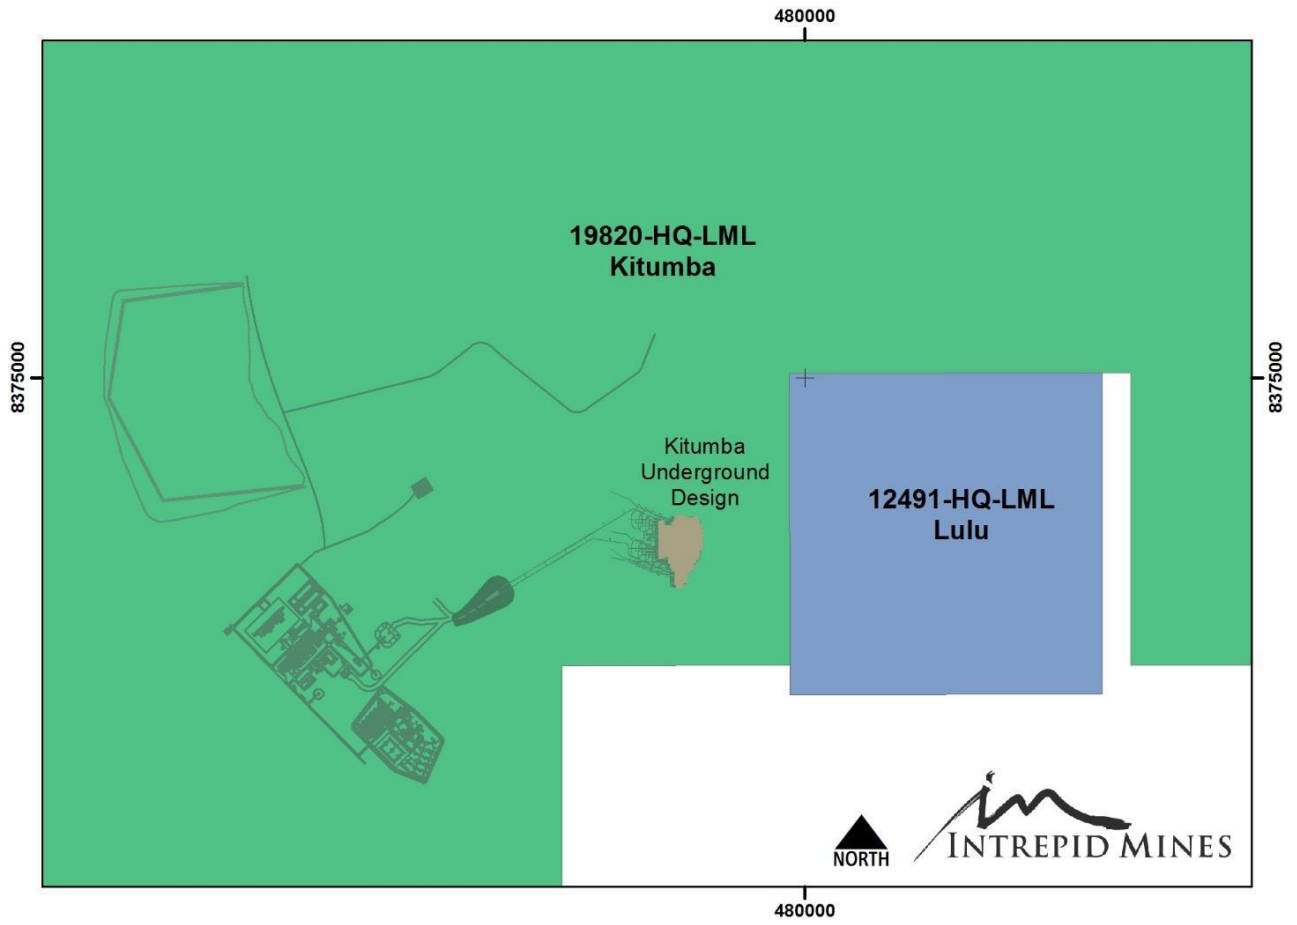 480000
19820-HQ-LML
Kitumba
8375000
8375000
Kitumba
Underground
Design
12491-HQ-LML
Lulu
NORTH
INTREPID MINES
480000